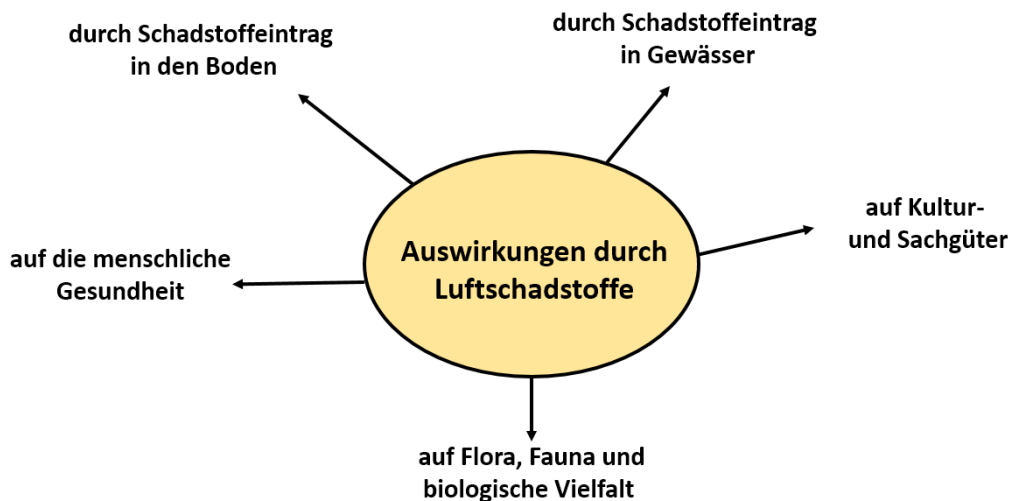 durch Schadstoffeintrag
in den Boden
durch Schadstoffeintrag
in Gewässer
auf Kultur-
und Sachgüter
Auswirkungen durch
Luftschadstoffe
auf die menschliche
Gesundheit
auf Flora, Fauna und
biologische Vielfalt